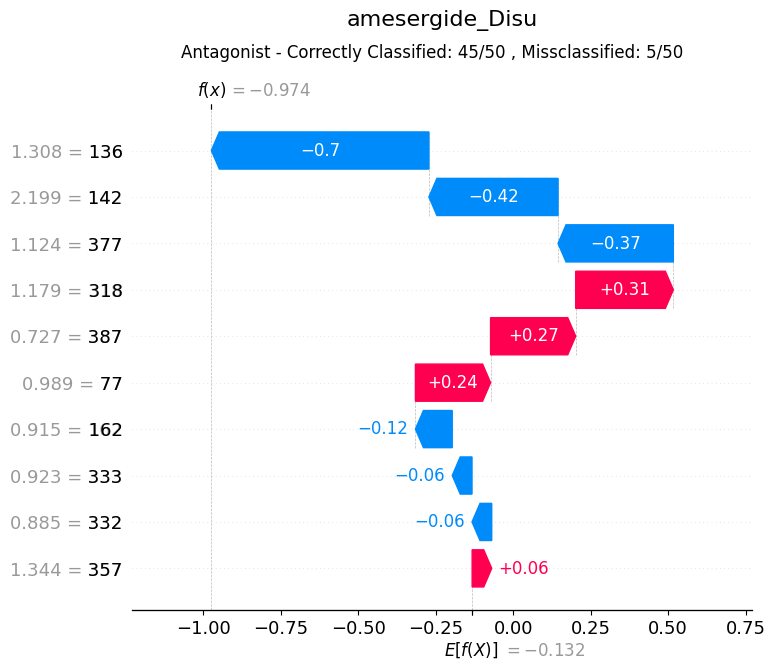 amesergide_Disu
Antagonist - Correctly Classified: 45/50 , Missclassified: 5/50
f(x) = −0.974
1.308 = 136 −0.7
2.199 = 142 −0.42
1.124 = 377 −0.37
1.179 = 318 +0.31
0.727 = 387 +0.27
0.989 = 77 +0.24
0.915 = 162 −0.12
0.923 = 333 −0.06
0.885 = 332 −0.06
1.344 = 357 +0.06
−1.00 −0.75 −0.50 −0.25 0.00 0.25 0.50 0.75
E[f(X)] = −0.132